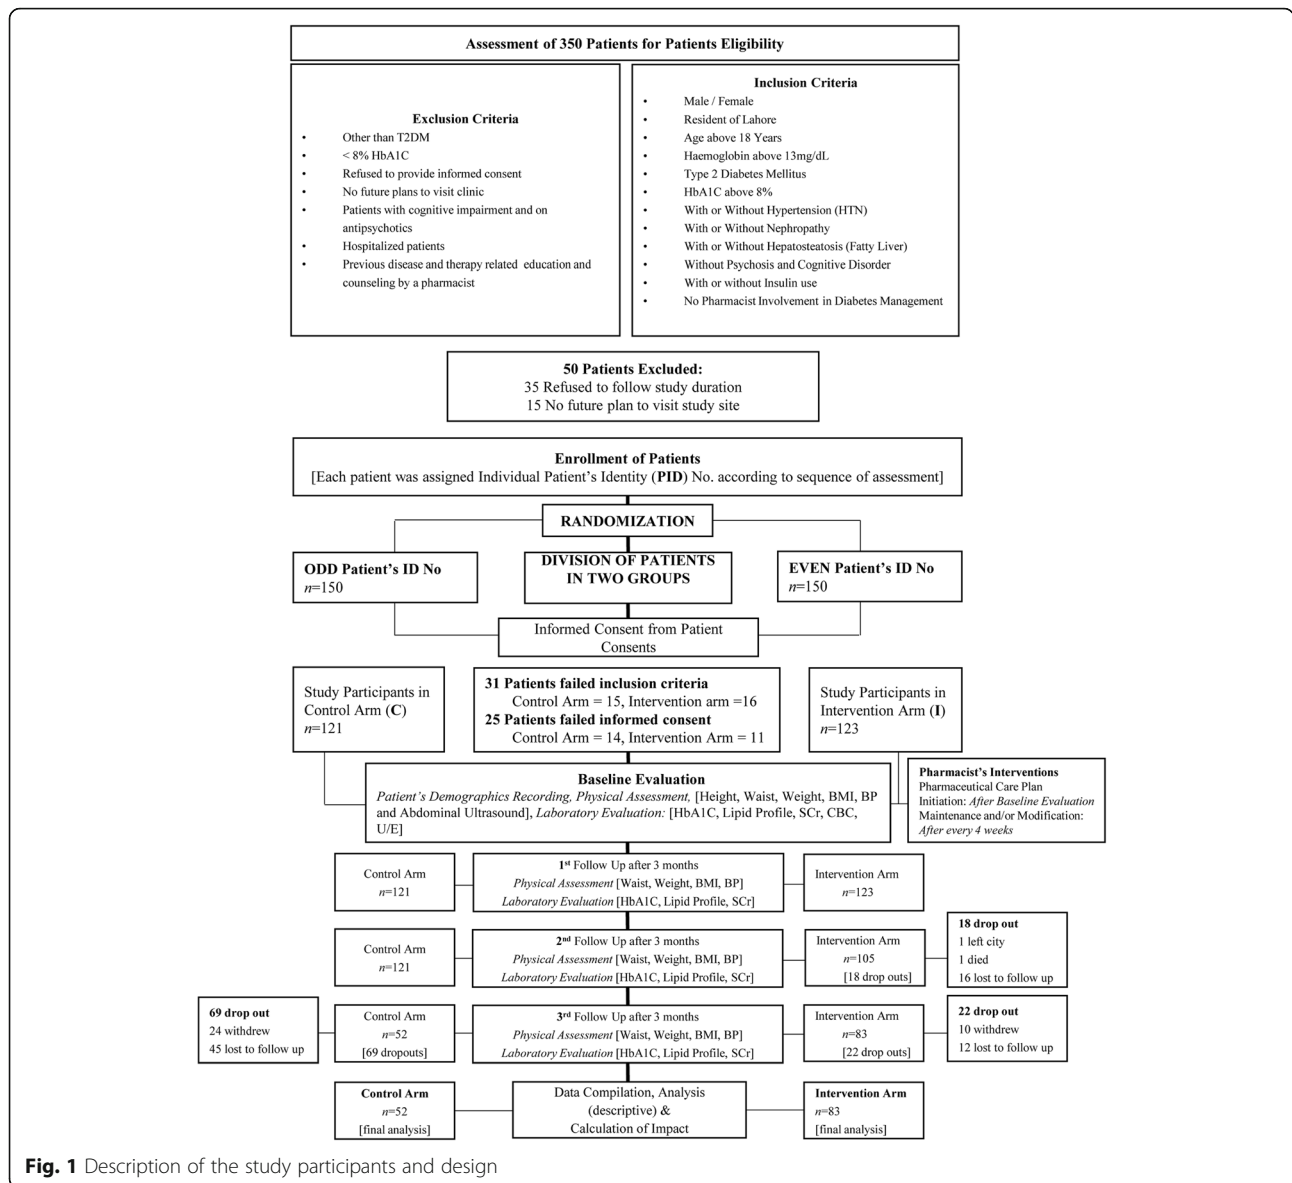 Assessment of 350 Patients for Patients Eligibility
Exclusion Criteria
• Other than T2DM
• < 8% HbA1C
• Refused to provide informed consent
• No future plans to visit clinic
• Patients with cognitive impairment and on
antipsychotics
• Hospitalized patients
• Previous disease and therapy related education and
counseling by a pharmacist
Inclusion Criteria
• Male / Female
• Resident of Lahore
• Age above 18 Years
• Haemoglobin above 13mg/dL
• Type 2 Diabetes Mellitus
• HbA1C above 8%
• With or Without Hypertension (HTN)
• With or Without Nephropathy
• With or Without Hepatosteatosis (Fatty Liver)
• Without Psychosis and Cognitive Disorder
• With or without Insulin use
• No Pharmacist Involvement in Diabetes Management
50 Patients Excluded:
35 Refused to follow study duration
15 No future plan to visit study site
Enrollment of Patients
[Each patient was assigned Individual Patient's Identity (PID) No. according to sequence of assessment]
RANDOMIZATION
ODD Patient's ID No
n=150
DIVISION OF PATIENTS
IN TWO GROUPS
EVEN Patient's ID No
n=150
Informed Consent from Patient
Consents
Study Participants in
Control Arm (C)
n=121
31 Patients failed inclusion criteria
Control Arm = 15, Intervention arm =16
25 Patients failed informed consent
Control Arm = 14, Intervention Arm = 11
Study Participants in
Intervention Arm (I)
n=123
Baseline Evaluation
Patient's Demographics Recording, Physical Assessment, [Height, Waist, Weight, BMI, BP
and Abdominal Ultrasound], Laboratory Evaluation: [HbA1C, Lipid Profile, SCr, CBC,
U/E]
Pharmacist's Interventions
Pharmaceutical Care Plan
Initiation: After Baseline Evaluation
Maintenance and/or Modification:
After every 4 weeks
Control Arm
n=121
1st Follow Up after 3 months
Physical Assessment [Waist, Weight, BMI, BP]
Laboratory Evaluation [HbA1C, Lipid Profile, SCr]
Intervention Arm
n=123
Control Arm
n=121
2nd Follow Up after 3 months
Physical Assessment [Waist, Weight, BMI, BP]
Laboratory Evaluation [HbA1C, Lipid Profile, SCr]
Intervention Arm
n=105
[18 drop outs]
18 drop out
1 left city
1 died
16 lost to follow up
69 drop out
24 withdrew
45 lost to follow up
Control Arm
n=52
[69 dropouts]
3rd Follow Up after 3 months
Physical Assessment [Waist, Weight, BMI, BP]
Laboratory Evaluation [HbA1C, Lipid Profile, SCr]
Intervention Arm
n=83
[22 drop outs]
22 drop out
10 withdrew
12 lost to follow up
Control Arm
n=52
[final analysis]
Data Compilation, Analysis
(descriptive) &
Calculation of Impact
Intervention Arm
n=83
[final analysis]
Fig. 1 Description of the study participants and design